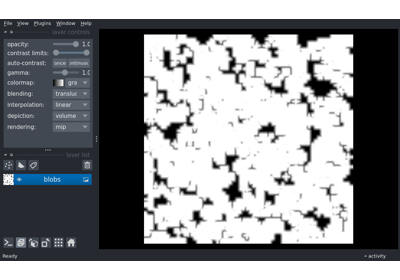 File View Plugins Window Help
layer controls
opacity: 1.0
contrast limits:
auto-contrast: once
gamma: 1.0
colormap: gra
blending: translu
interpolation: linear
depiction: volume
rendering: mip
layer list
blobs
Ready activity